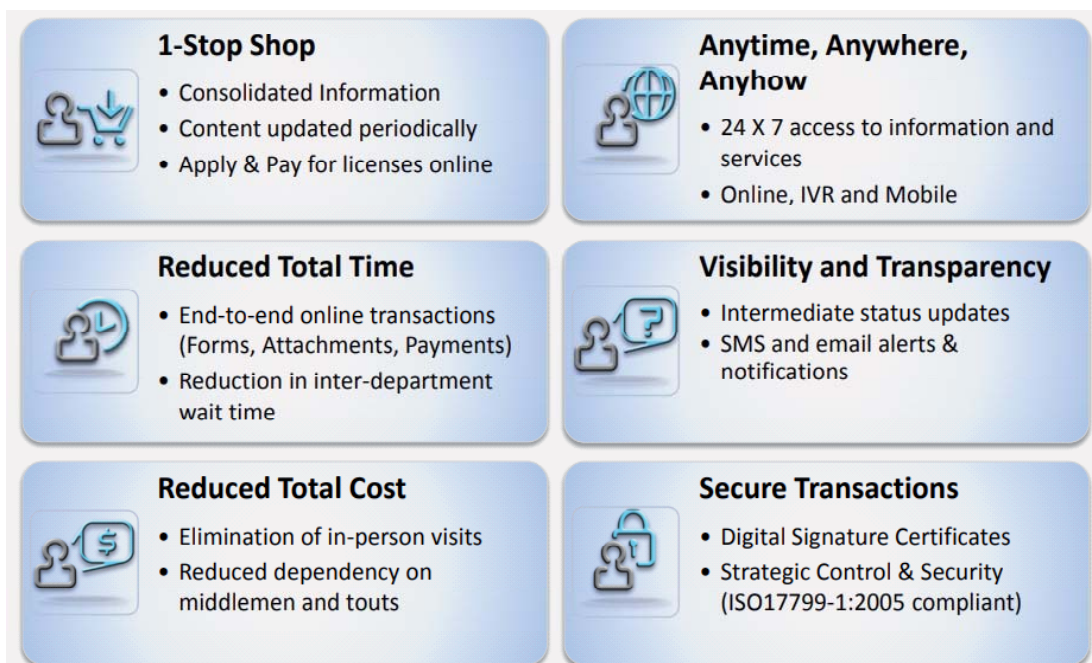 1-Stop Shop
• Consolidated Information
• Content updated periodically
• Apply & Pay for licenses online
Anytime, Anywhere,
Anyhow
• 24 X 7 access to information and
services
• Online, IVR and Mobile
Reduced Total Time
• End-to-end online transactions
(Forms, Attachments, Payments)
• Reduction in inter-department
wait time
Visibility and Transparency
• Intermediate status updates
• SMS and email alerts &
notifications
Reduced Total Cost
• Elimination of in-person visits
• Reduced dependency on
middlemen and touts
Secure Transactions
• Digital Signature Certificates
• Strategic Control & Security
(ISO17799-1:2005 compliant)